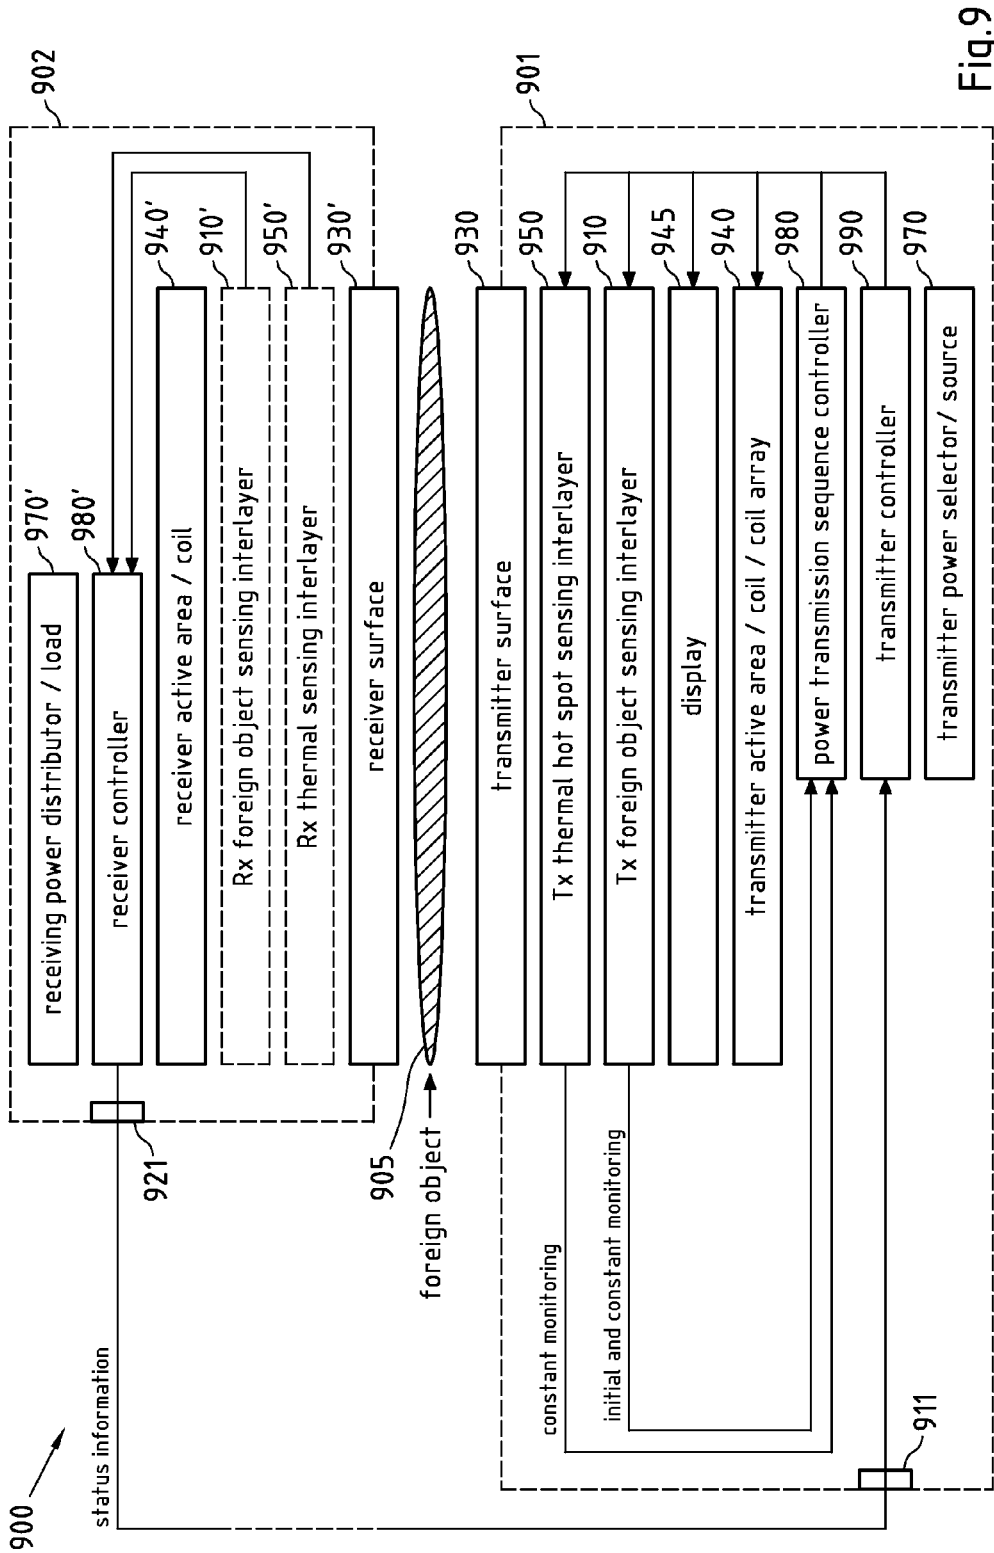 900
status information
921
902
970'
receiving power distributor / load
980'
receiver controller
940'
receiver active area / coil
910'
Rx foreign object sensing interlayer
950'
Rx thermal sensing interlayer
930'
receiver surface
905
foreign object
901
930
transmitter surface
950
Tx thermal hot spot sensing interlayer
constant monitoring
910
Tx foreign object sensing interlayer
initial and constant monitoring
945
display
940
transmitter active area / coil / coil array
980
power transmission sequence controller
990
transmitter controller
911
970
transmitter power selector/ source
Fig.9